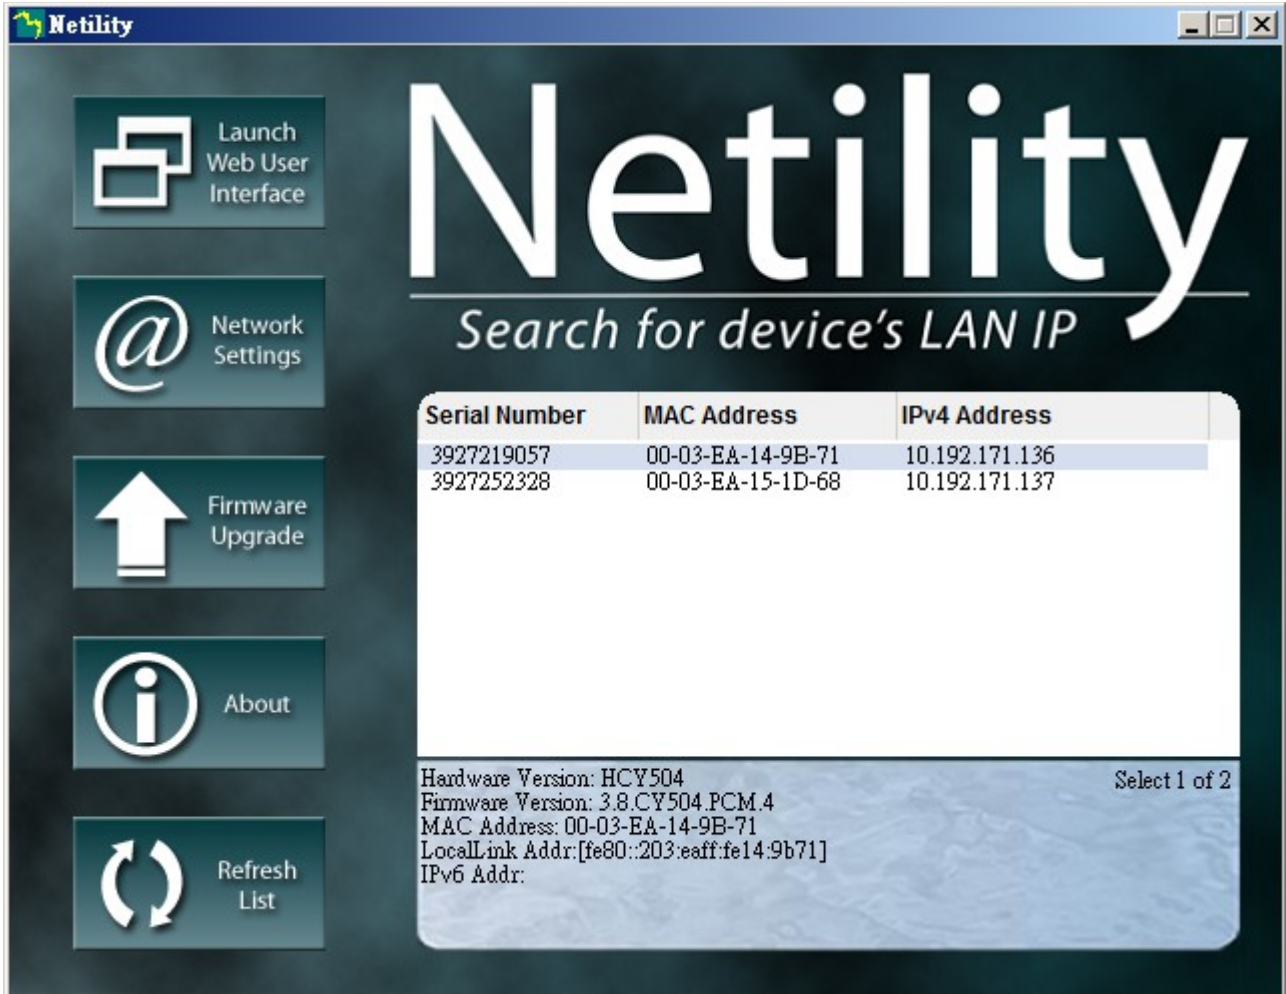 Netility
Launch
Web User
Interface
Network
Settings
Firmware
Upgrade
About
Refresh
List
Netility
Search for device's LAN IP
Serial Number MAC Address IPv4 Address
3927219057 00-03-EA-14-9B-71 10.192.171.136
3927252328 00-03-EA-15-1D-68 10.192.171.137
Hardware Version: HCY504 Select 1 of 2
Firmware Version: 3.8.CY504.PCM.4
MAC Address: 00-03-EA-14-9B-71
LocalLink Addr:[fe80::203:eaff:fe14:9b71]
IPv6 Addr: